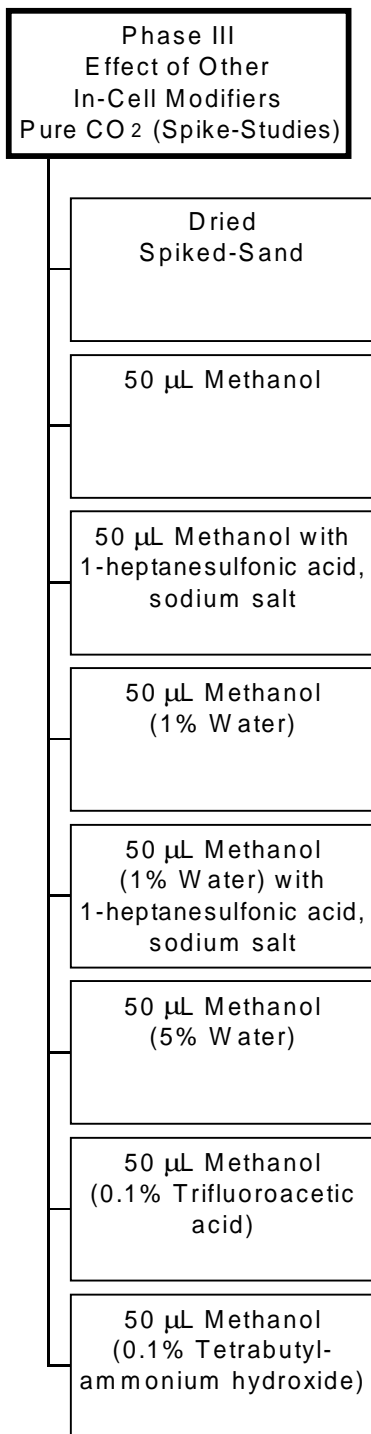 Phase III
Effect of Other
In-Cell Modifiers
Pure CO2 (Spike-Studies)
Dried
Spiked-Sand
50 µL Methanol
50 µL Methanol with
1-heptanesulfonic acid,
sodium salt
50 µL Methanol
(1% Water)
50 µL Methanol
(1% Water) with
1-heptanesulfonic acid,
sodium salt
50 µL Methanol
(5% Water)
50 µL Methanol
(0.1% Trifluoroacetic
acid)
50 µL Methanol
(0.1% Tetrabutyl-
ammonium hydroxide)